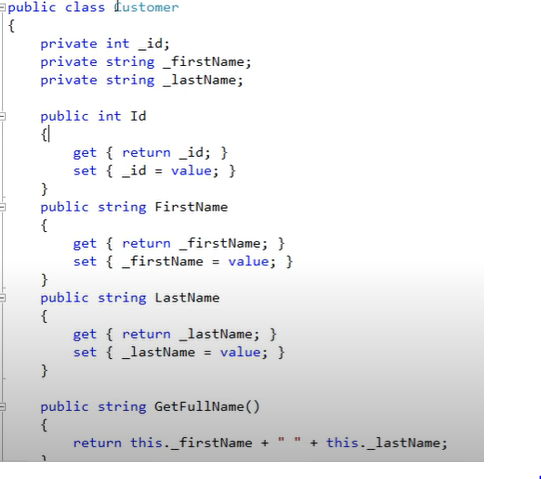 public class Customer
{
    private int _id;
    private string _firstName;
    private string _lastName;

    public int Id
    {
        get { return _id; }
        set { _id = value; }
    }
    public string FirstName
    {
        get { return _firstName; }
        set { _firstName = value; }
    }
    public string LastName
    {
        get { return _lastName; }
        set { _lastName = value; }
    }

    public string GetFullName()
    {
        return this._firstName + " " + this._lastName;